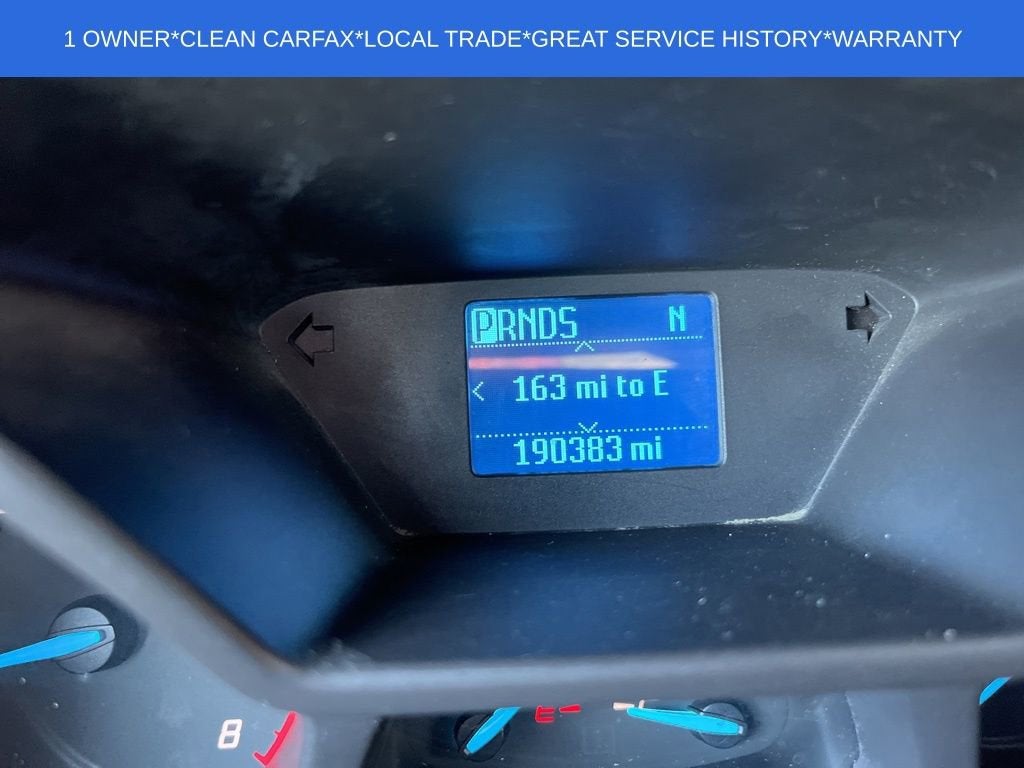 1 OWNER*CLEAN CARFAX*LOCAL TRADE*GREAT SERVICE HISTORY*WARRANTY
PRNDS N
< 163 mi to E
190383 mi
8 E